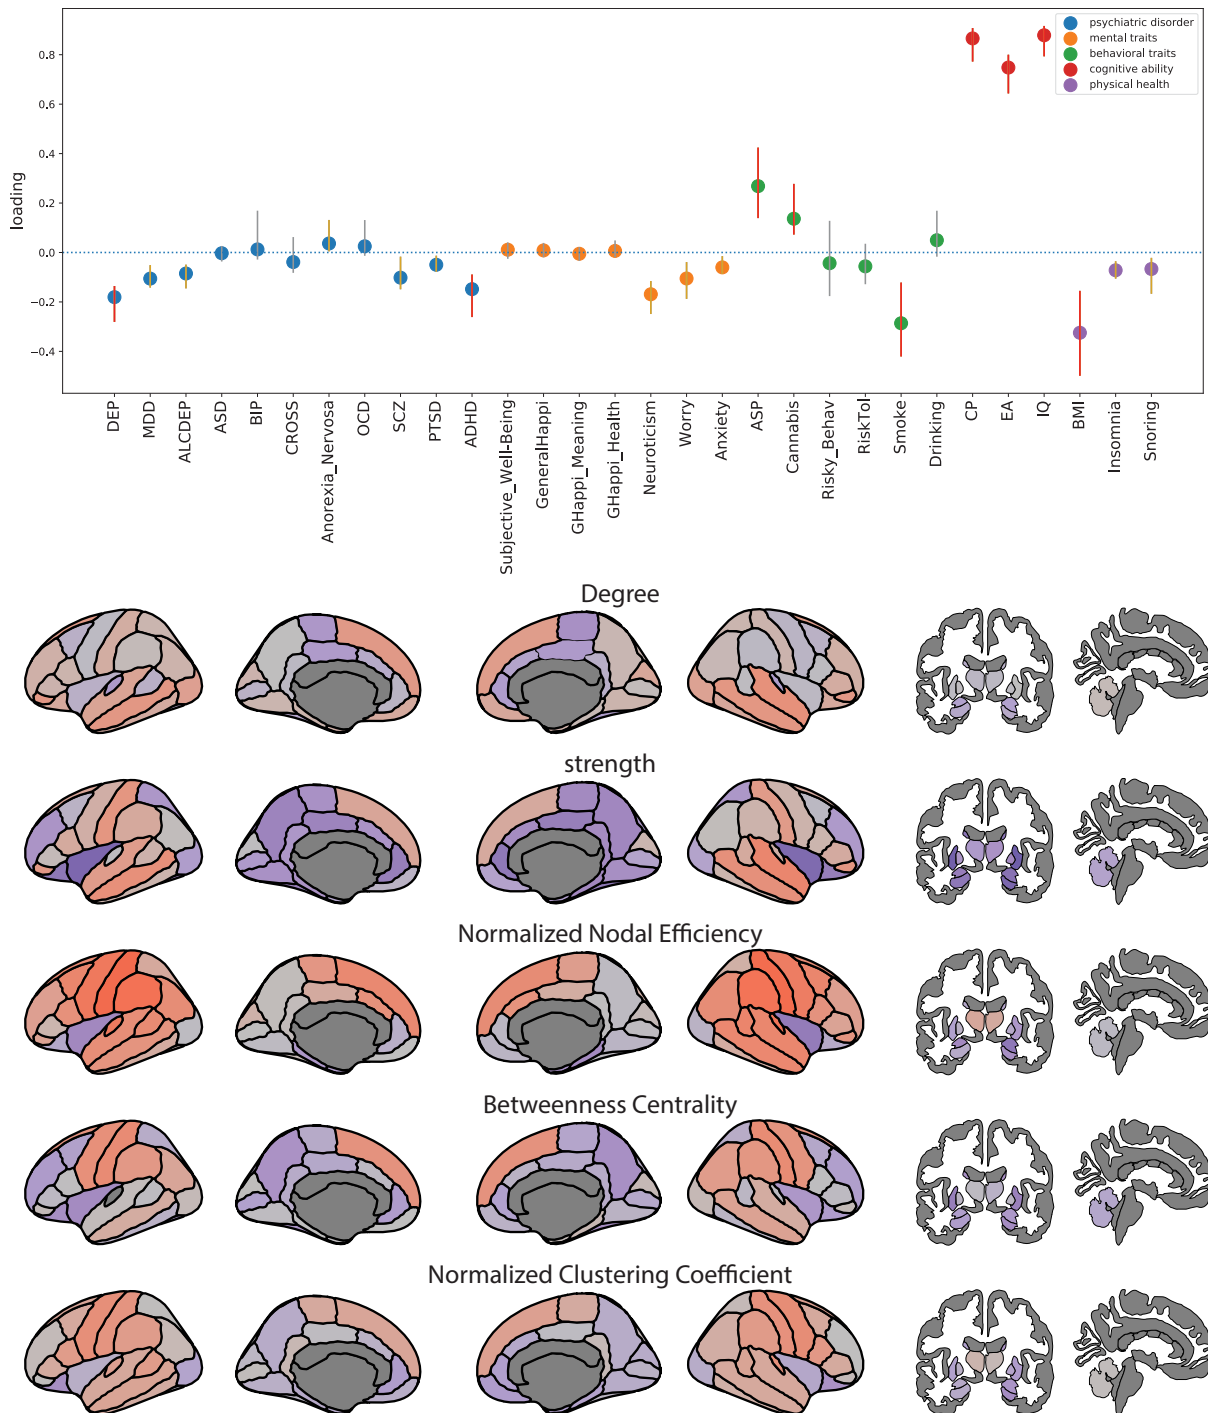 psychiatric disorder
mental traits
behavioral traits
cognitive ability
physical health
loading
0.8
0.6
0.4
0.2
0.0
−0.2
−0.4
DEP
MDD
ALCDEP
ASD
BIP
CROSS
Anorexia_Nervosa
OCD
SCZ
PTSD
ADHD
Subjective_Well-Being
GeneralHappi
GHappi_Meaning
GHappi_Health
Neuroticism
Worry
Anxiety
ASP
Cannabis
Risky_Behav
RiskTol
Smoke
Drinking
CP
EA
IQ
BMI
Insomnia
Snoring
Degree
strength
Normalized Nodal Efficiency
Betweenness Centrality
Normalized Clustering Coefficient